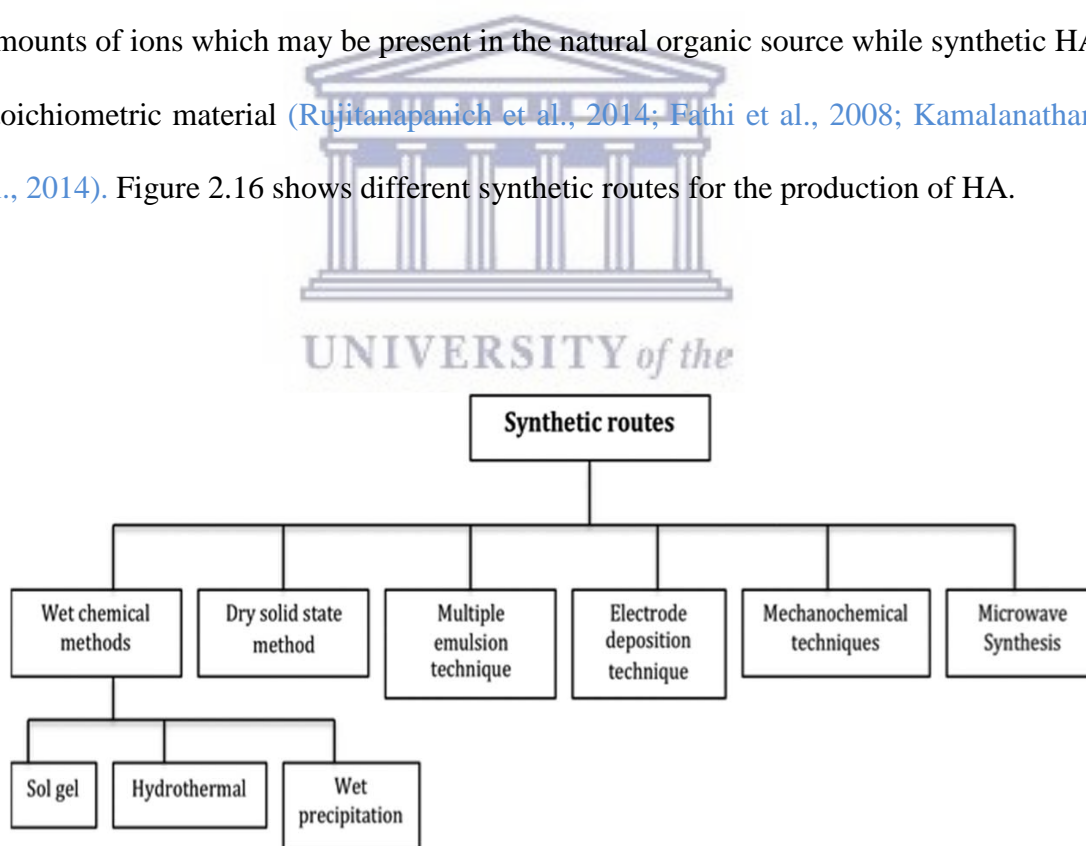 mounts of ions which may be present in the natural organic source while synthetic HA
oichiometric material (Rujitanapanich et al., 2014; Fathi et al., 2008; Kamalanathan
., 2014). Figure 2.16 shows different synthetic routes for the production of HA.
UNIVERSITY of the
Synthetic routes
Wet chemical
methods
Dry solid state
method
Multiple
emulsion
technique
Electrode
deposition
technique
Mechanochemical
techniques
Microwave
Synthesis
Sol gel
Hydrothermal
Wet
precipitation